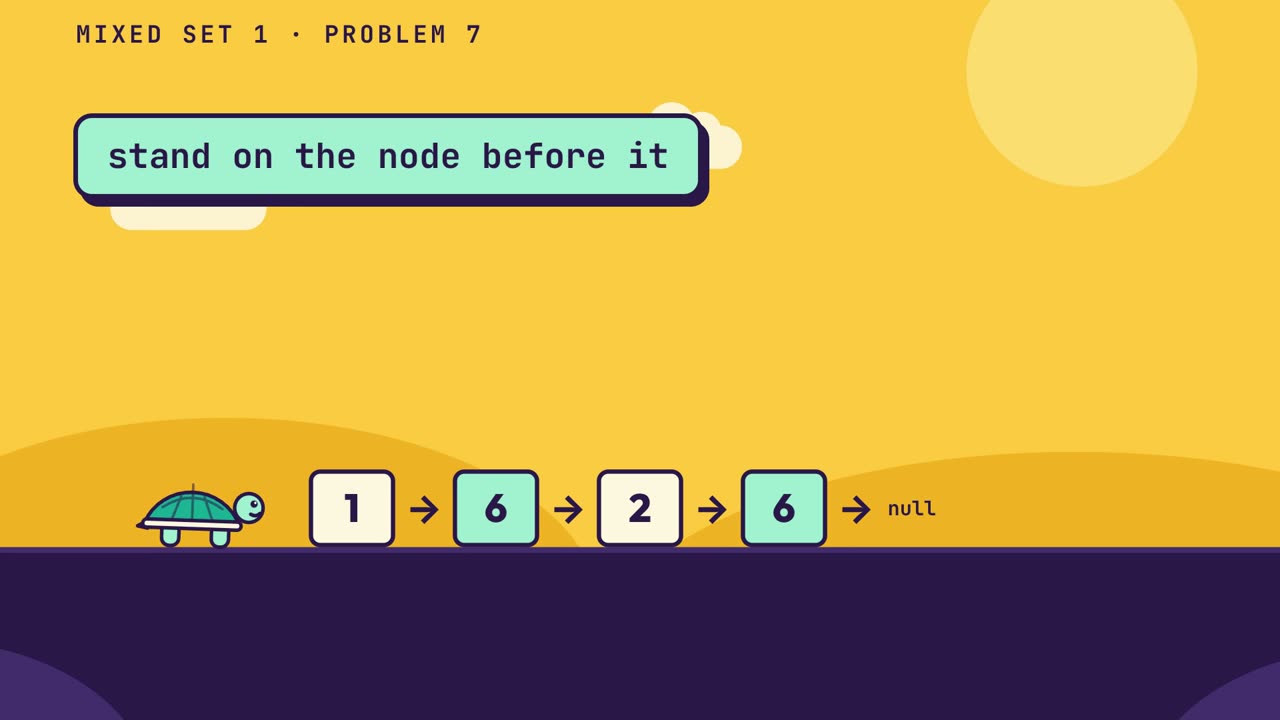 MIXED SET 1 · PROBLEM 7
stand on the node before it
1 → 6 → 2 → 6 → null